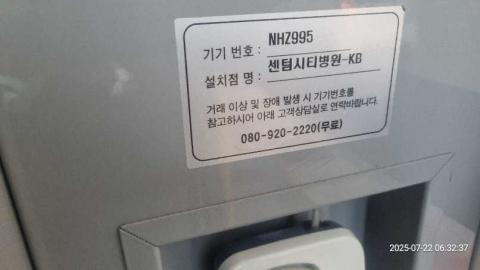 기기 번호 : NHZ995
설치점 명 : 센텀시티병원-KB
거래 이상 및 장애 발생 시 기기번호를
참고하시어 아래 고객상담실로 연락바랍니다.
080-920-2220(무료)
2025-07-22 06:32:37